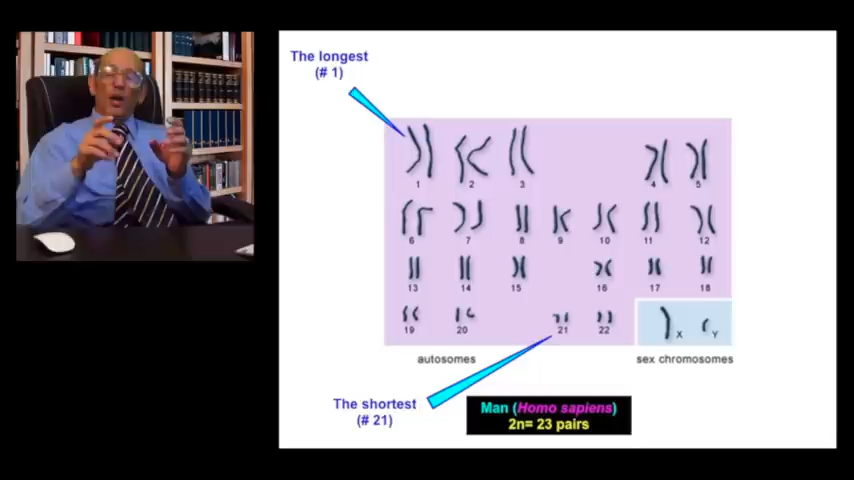 The longest
(# 1)
1 2 3 4 5
6 7 8 9 10 11 12
13 14 15 16 17 18
19 20 21 22 X Y
autosomes sex chromosomes
The shortest
(# 21)
Man (Homo sapiens)
2n= 23 pairs